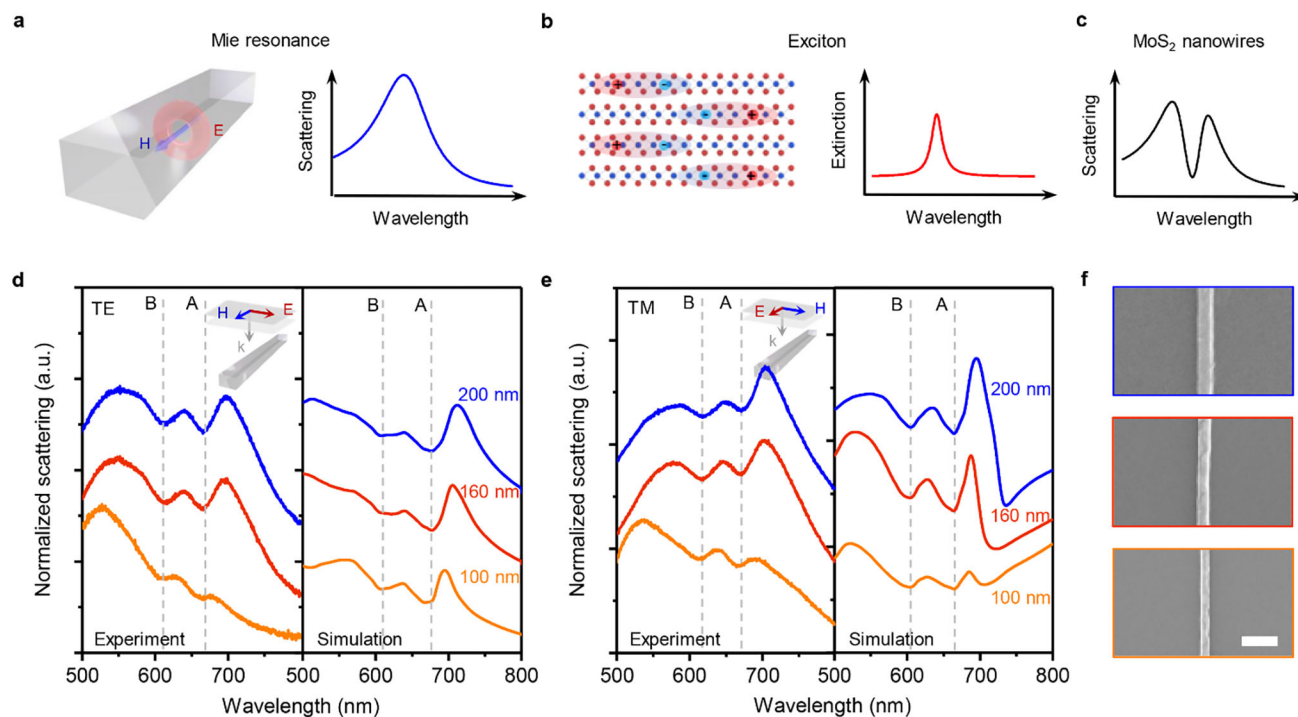 a
Mie resonance
H
E
Scattering
Wavelength
b
Exciton
+ -
- +
+ -
- +
Extinction
Wavelength
c
MoS₂ nanowires
Scattering
Wavelength
d
TE
B
A
H
E
k
B
A
200 nm
160 nm
100 nm
Experiment
Simulation
Normalized scattering (a.u.)
500 600 700 500 600 700 800
Wavelength (nm)
e
TM
B
A
E
H
k
B
A
200 nm
160 nm
100 nm
Experiment
Simulation
Normalized scattering (a.u.)
500 600 700 500 600 700 800
Wavelength (nm)
f